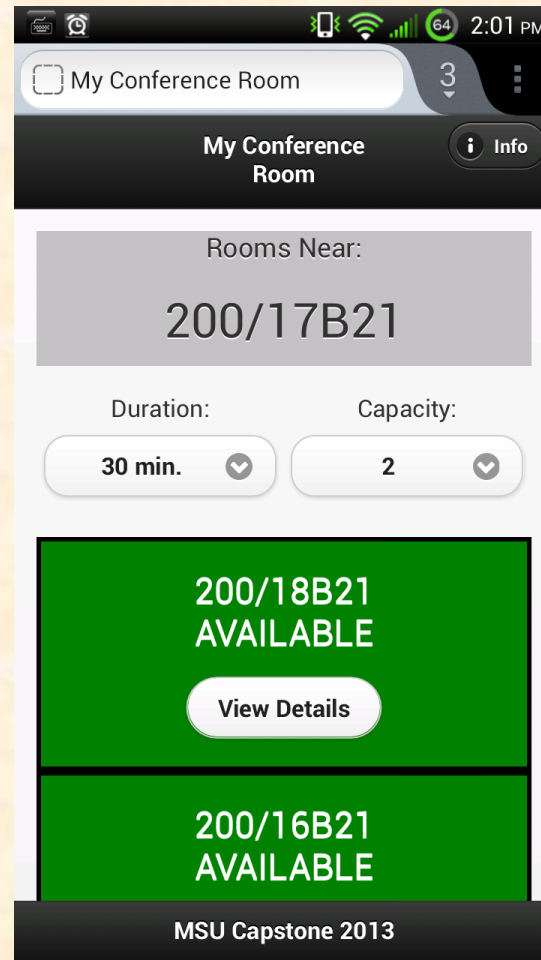 64 2:01 PM
My Conference Room
3
My Conference
Room
i Info
Rooms Near:
200/17B21
Duration:
Capacity:
30 min.
2
200/18B21
AVAILABLE
View Details
200/16B21
AVAILABLE
MSU Capstone 2013